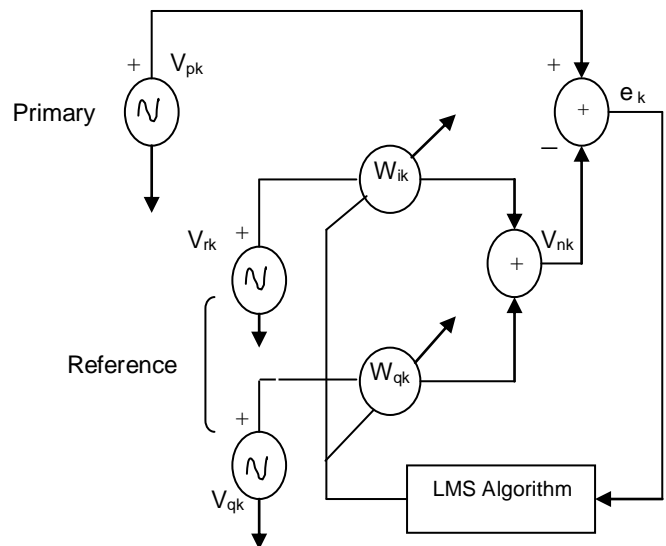 + V_pk
+
Primary
+
e_k
−
W_ik
+
V_rk
V_nk
+
Reference
W_qk
+
V_qk
LMS Algorithm